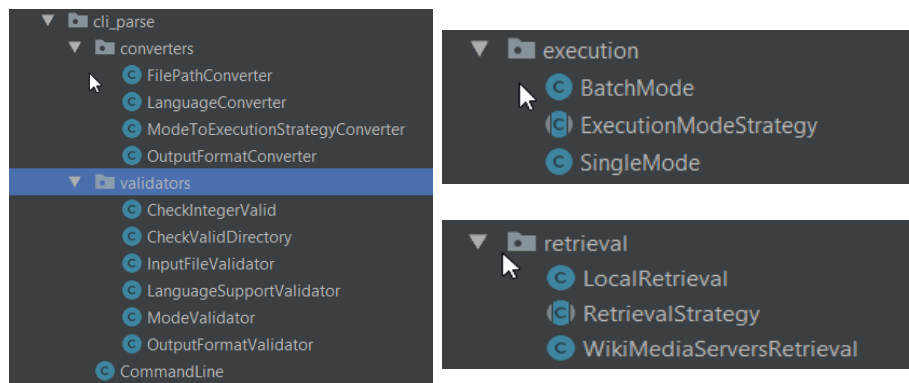 cli_parse
converters
FilePathConverter
LanguageConverter
ModeToExecutionStrategyConverter
OutputFormatConverter
validators
CheckIntegerValid
CheckValidDirectory
InputFileValidator
LanguageSupportValidator
ModeValidator
OutputFormatValidator
CommandLine
execution
BatchMode
ExecutionModeStrategy
SingleMode
retrieval
LocalRetrieval
RetrievalStrategy
WikiMediaServersRetrieval